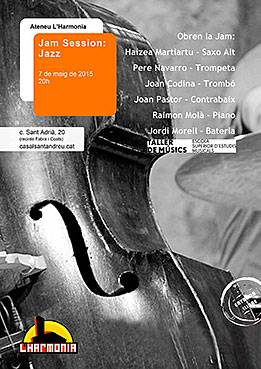 Ateneu L'Harmonia
Jam Session:
Jazz
7 de maig de 2015
20h
c. Sant Adrià, 20
(recinte Fabra i Coats)
casalsantandreu.cat
Obren la Jam:
Haizea Martiartu - Saxo Alt
Pere Navarro - Trompeta
Joan Codina - Trombó
Joan Pastor - Contrabaix
Raimon Molà - Piano
Jordi Morell - Bateria
TALLER
DE MÚSICS
ESCOLA
SUPERIOR D'ESTUDIS
MUSICALS
L'HARMONIA